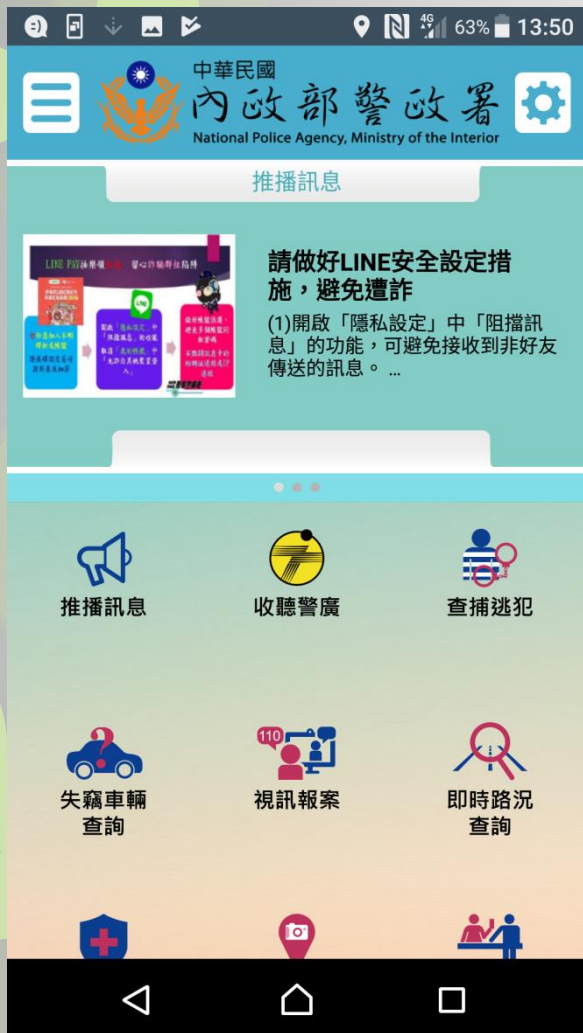 4G
63%
13:50
中華民國
內政部警政署
National Police Agency, Ministry of the Interior
推播訊息
LINE PAY
請做好LINE安全設定措
施，避免遭詐
(1)開啟「隱私設定」中「阻擋訊
息」的功能，可避免接收到非好友
傳送的訊息。...
推播訊息
收聽警廣
查捕逃犯
110
失竊車輛
查詢
視訊報案
即時路況
查詢